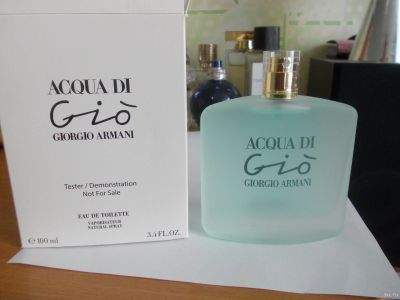 ACQUA DI
Giò
GIORGIO ARMANI
Tester / Demonstration
Not For Sale
EAU DE TOILETTE
VAPORISATEUR
NATURAL SPRAY
℮ 100 ml 3.4 FL.OZ.
ACQUA DI
Giò
GIORGIO ARMANI